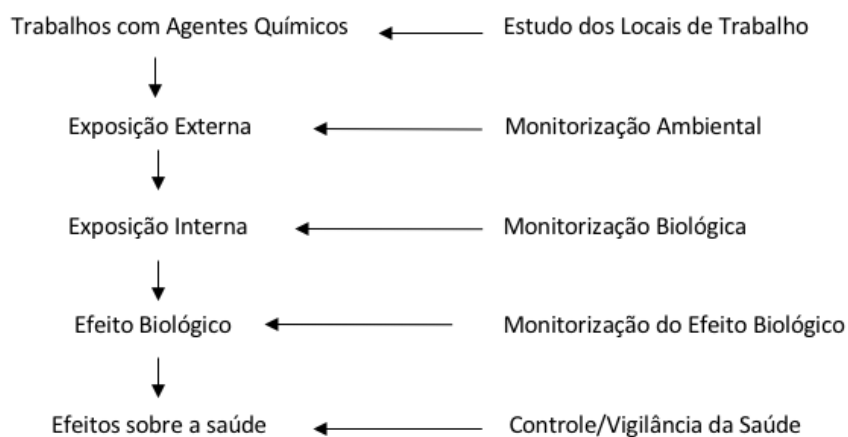 Trabalhos com Agentes Químicos
Estudo dos Locais de Trabalho
Exposição Externa
Monitorização Ambiental
Exposição Interna
Monitorização Biológica
Efeito Biológico
Monitorização do Efeito Biológico
Efeitos sobre a saúde
Controle/Vigilância da Saúde